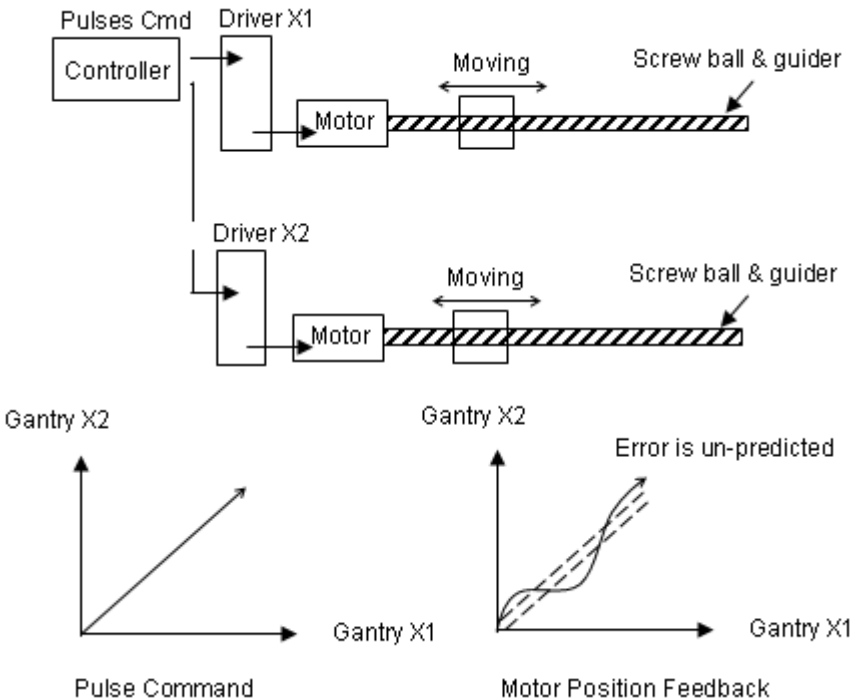 Pulses Cmd
Driver X1
Controller
Moving
Screw ball & guider
Motor
Driver X2
Moving
Screw ball & guider
Motor
Gantry X2
Gantry X1
Pulse Command
Gantry X2
Error is un-predicted
Gantry X1
Motor Position Feedback